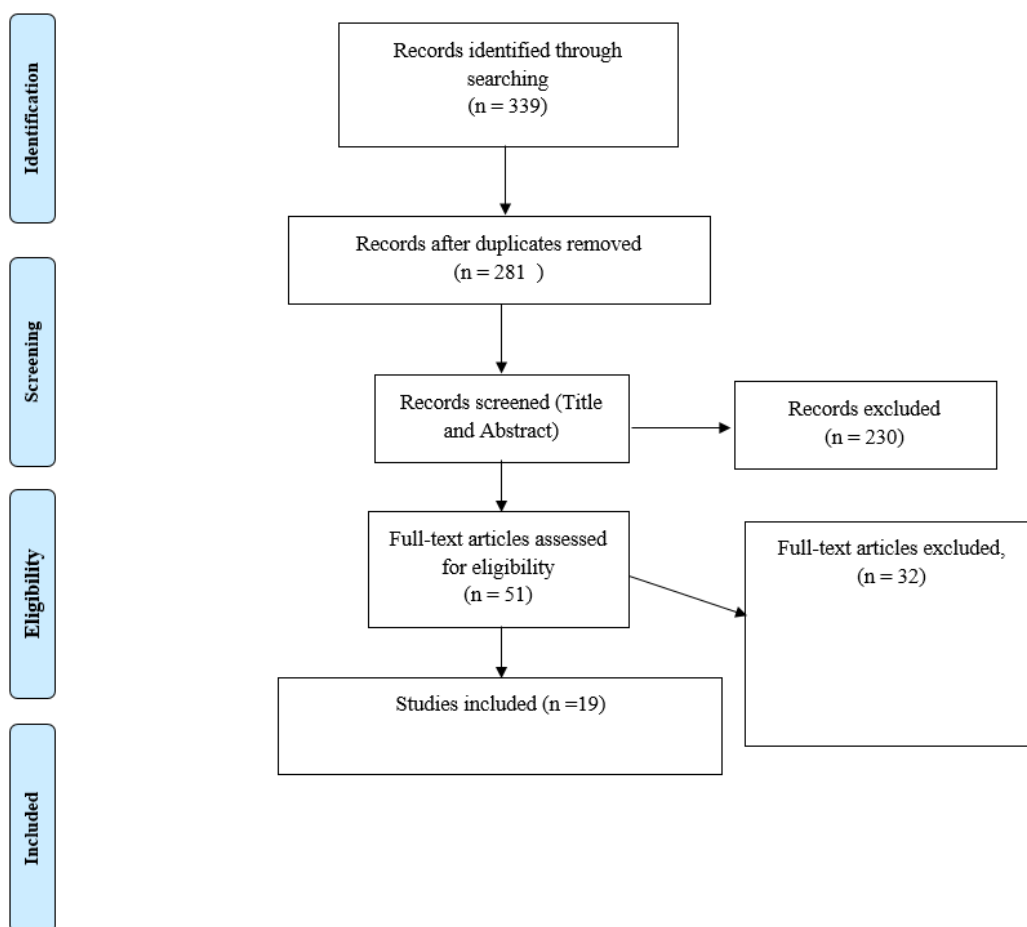 Identification
Records identified through
searching
(n = 339)
Records after duplicates removed
(n = 281 )
Screening
Records screened (Title
and Abstract)
Records excluded
(n = 230)
Eligibility
Full-text articles assessed
for eligibility
(n = 51)
Full-text articles excluded,
(n = 32)
Studies included (n =19)
Included